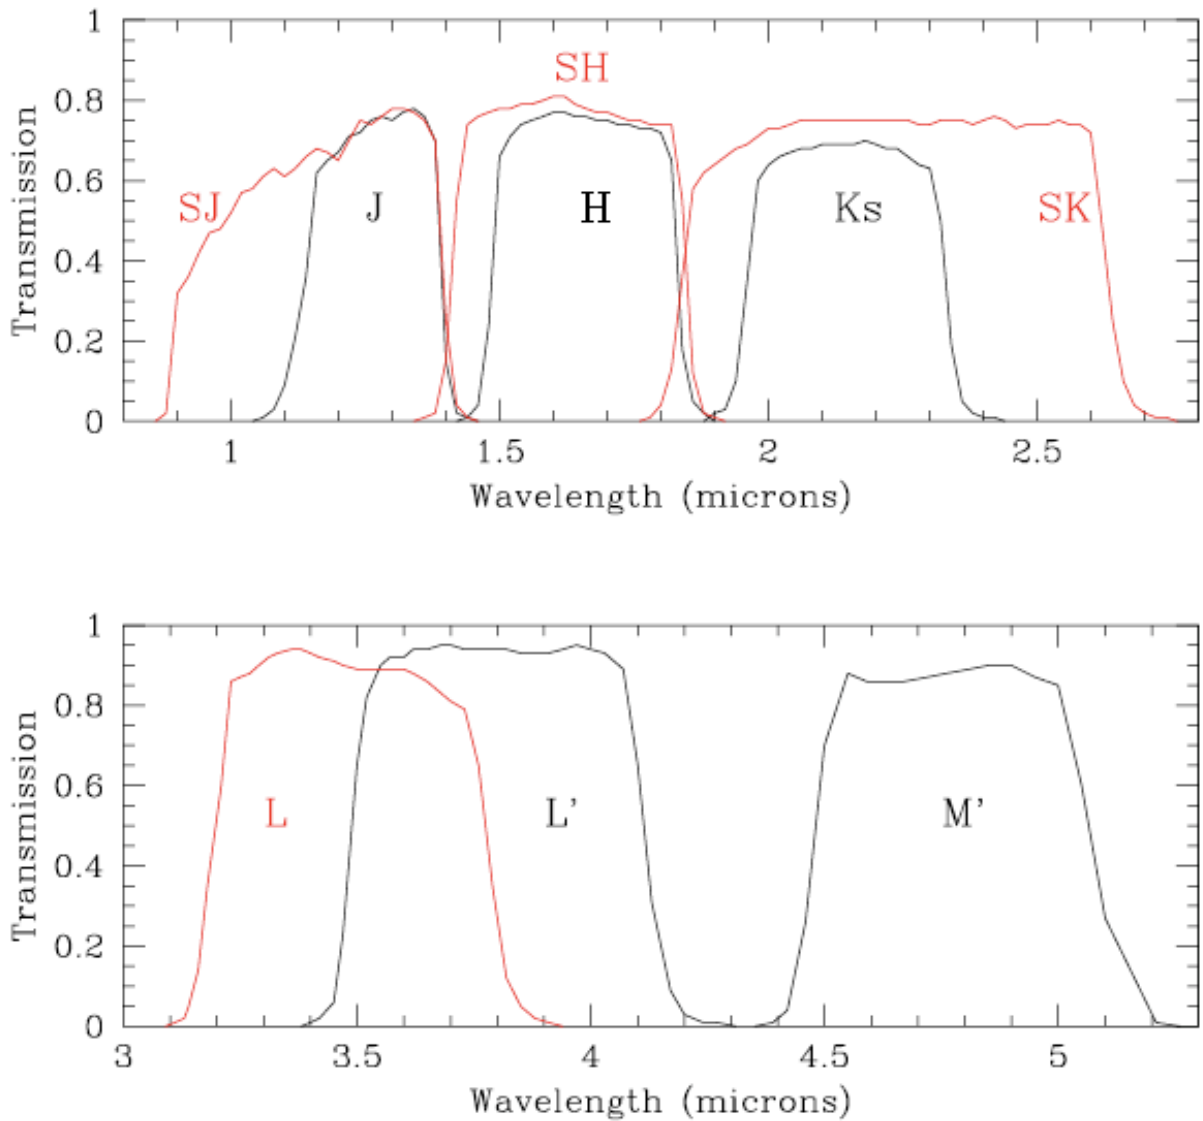 1
0.8
0.6
0.4
0.2
0
Transmission
SH
SJ
J
H
Ks
SK
1 1.5 2 2.5
Wavelength (microns)
1
0.8
0.6
0.4
0.2
0
Transmission
L
L'
M'
3 3.5 4 4.5 5
Wavelength (microns)